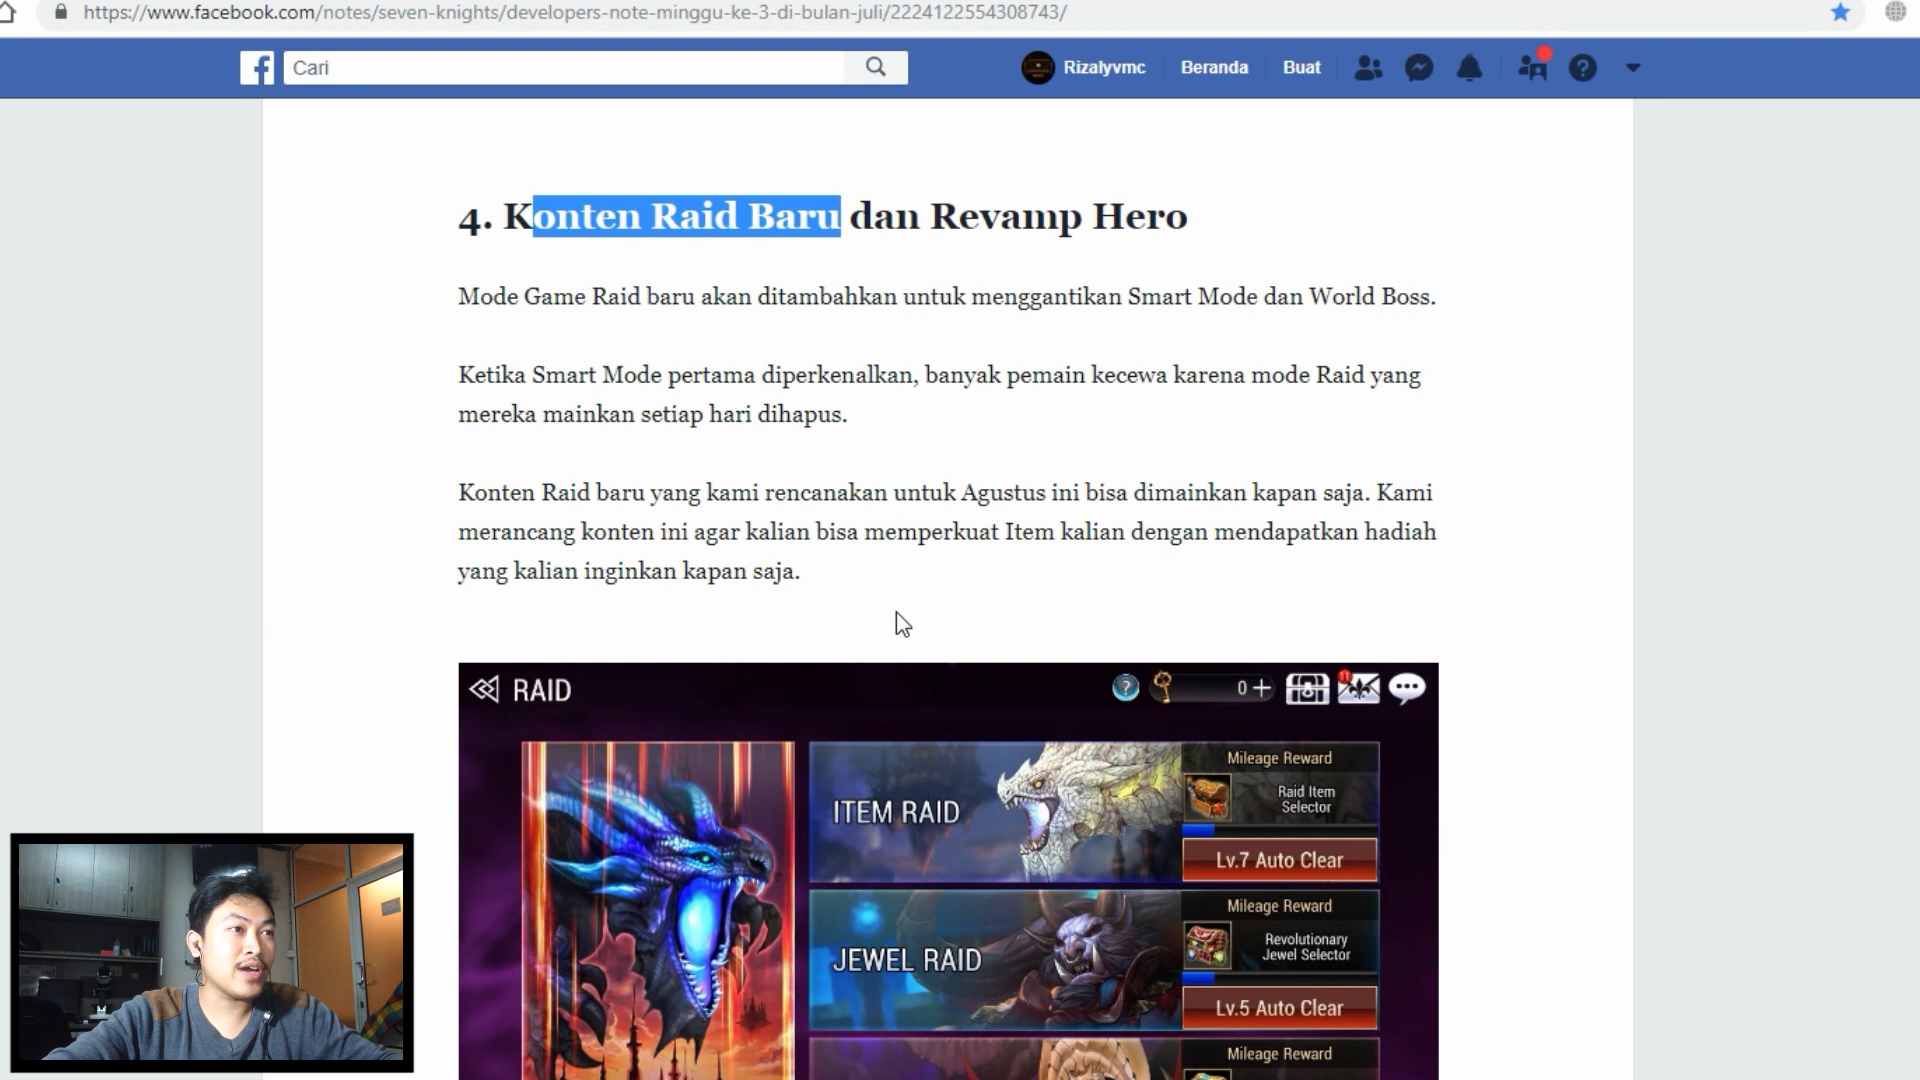 https://www.facebook.com/notes/seven-knights/developers-note-minggu-ke-3-di-bulan-juli/2224122554308743/
Cari
Rizalyvmc
Beranda
Buat
?
4. Konten Raid Baru dan Revamp Hero
Mode Game Raid baru akan ditambahkan untuk menggantikan Smart Mode dan World Boss.
Ketika Smart Mode pertama diperkenalkan, banyak pemain kecewa karena mode Raid yang
mereka mainkan setiap hari dihapus.
Konten Raid baru yang kami rencanakan untuk Agustus ini bisa dimainkan kapan saja. Kami
merancang konten ini agar kalian bisa memperkuat Item kalian dengan mendapatkan hadiah
yang kalian inginkan kapan saja.
RAID
?
0 +
11
ITEM RAID
Mileage Reward
Raid Item
Selector
Lv.7 Auto Clear
JEWEL RAID
Mileage Reward
Revolutionary
Jewel Selector
Lv.5 Auto Clear
Mileage Reward